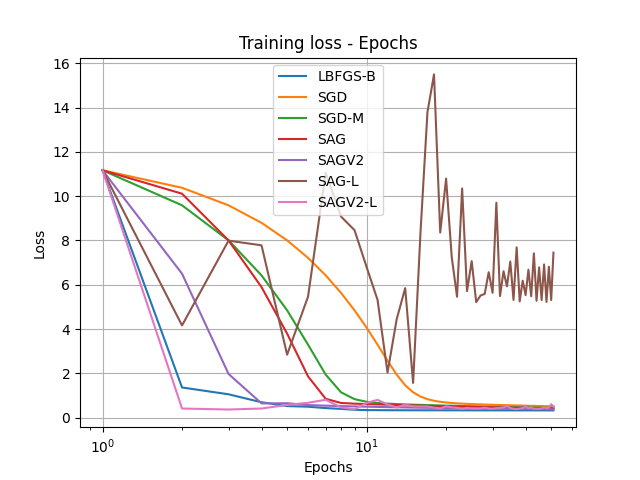 Training loss - Epochs
16
14
12
10
8
6
4
2
0
Loss
LBFGS-B
SGD
SGD-M
SAG
SAGV2
SAG-L
SAGV2-L
10⁰
10¹
Epochs